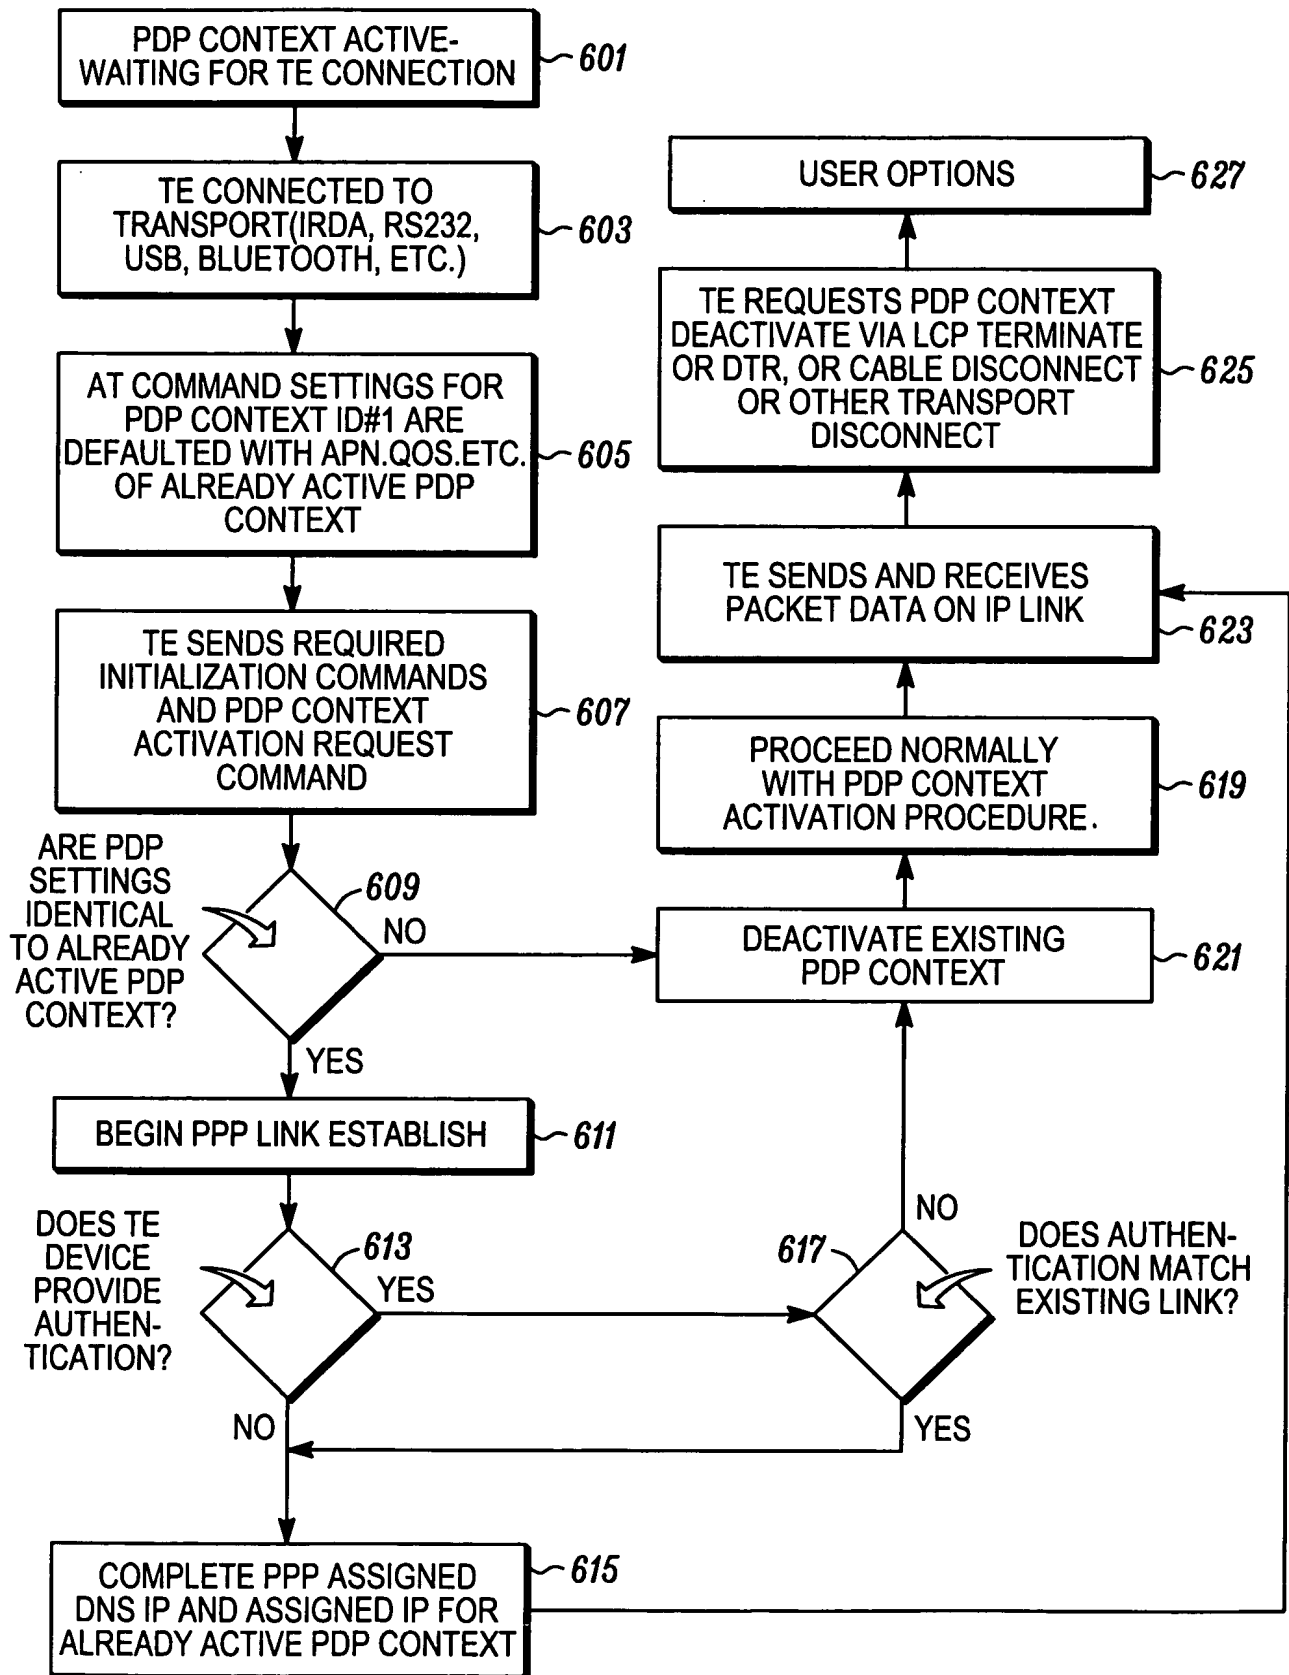 PDP CONTEXT ACTIVE-
WAITING FOR TE CONNECTION
601
TE CONNECTED TO
TRANSPORT(IRDA, RS232,
USB, BLUETOOTH, ETC.)
603
AT COMMAND SETTINGS FOR
PDP CONTEXT ID#1 ARE
DEFAULTED WITH APN.QOS.ETC.
OF ALREADY ACTIVE PDP
CONTEXT
605
TE SENDS REQUIRED
INITIALIZATION COMMANDS
AND PDP CONTEXT
ACTIVATION REQUEST
COMMAND
607
ARE PDP
SETTINGS
IDENTICAL
TO ALREADY
ACTIVE PDP
CONTEXT?
609
NO
YES
BEGIN PPP LINK ESTABLISH
611
DOES TE
DEVICE
PROVIDE
AUTHEN-
TICATION?
613
YES
NO
COMPLETE PPP ASSIGNED
DNS IP AND ASSIGNED IP FOR
ALREADY ACTIVE PDP CONTEXT
615
USER OPTIONS
627
TE REQUESTS PDP CONTEXT
DEACTIVATE VIA LCP TERMINATE
OR DTR, OR CABLE DISCONNECT
OR OTHER TRANSPORT
DISCONNECT
625
TE SENDS AND RECEIVES
PACKET DATA ON IP LINK
623
PROCEED NORMALLY
WITH PDP CONTEXT
ACTIVATION PROCEDURE.
619
DEACTIVATE EXISTING
PDP CONTEXT
621
NO
617
DOES AUTHEN-
TICATION MATCH
EXISTING LINK?
YES